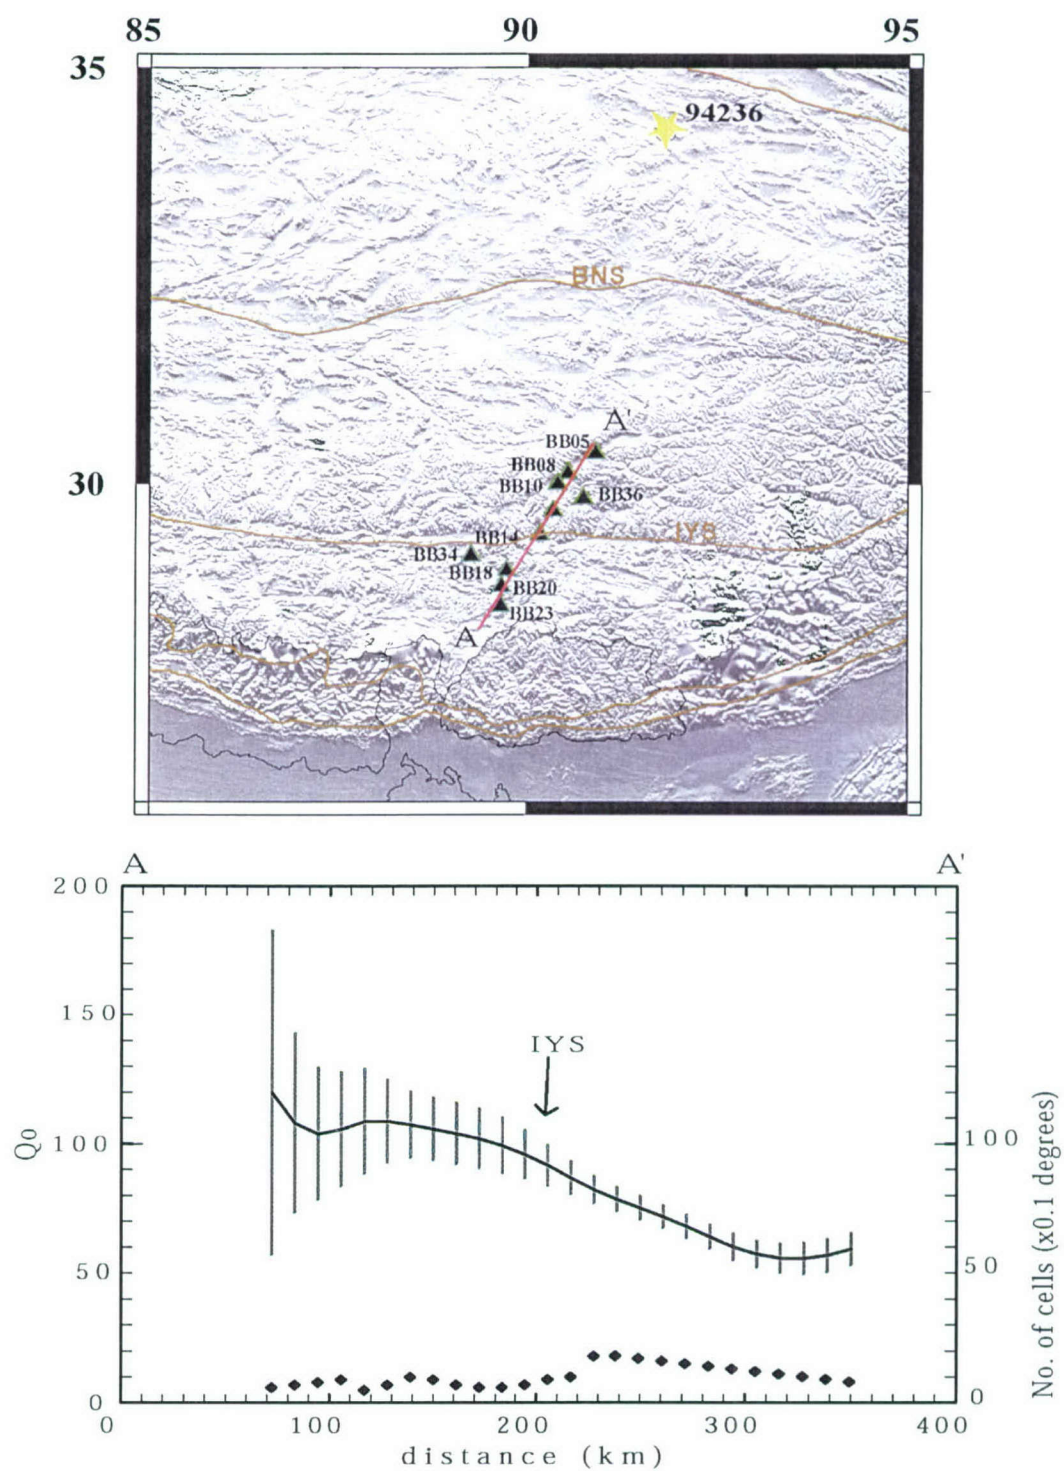 85 90 95
35
94236
BNS
A'
BB05
BB08
BB10
30
BB36
BB14
IYS
BB34
BB18
BB20
BB23
A
A A'
200
150
IYS
Q0
100 100
50 50
0 0
0 100 200 300 400
distance (km)
No. of cells (x0.1 degrees)